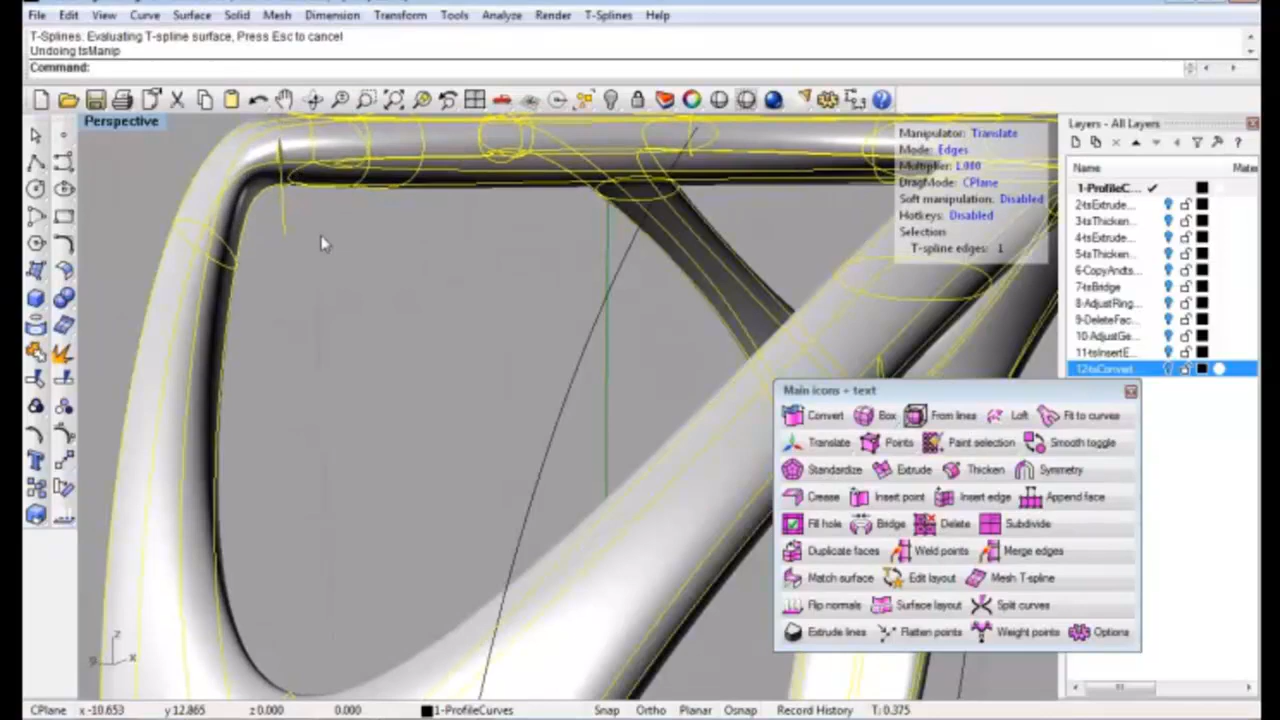 File Edit View Curve Surface Solid Mesh Dimension Transform Tools Analyze Render T-Splines Help
T-Splines: Evaluating T-spline surface, Press Esc to cancel
Undoing tsManip
Command:
Perspective
Manipulator: Translate
Mode: Edges
Multiplier: 1.000
DragMode: CPlane
Soft manipulation: Disabled
Hotkeys: Disabled
Selection
T-spline edges: 1
Layers - All Layers
Name Mate
1-ProfileC...
2-tsExtrude...
3-tsThicken...
4-tsExtrude...
5-tsThicken...
6-CopyAndts...
7-tsBridge
8-AdjustRing...
9-DeleteFac...
10-AdjustGe...
11-tsInsertE...
12-tsConvert...
Main icons + text
Convert Box From lines Loft Fit to curves
Translate Points Paint selection Smooth toggle
Standardize Extrude Thicken Symmetry
Crease Insert point Insert edge Append face
Fill hole Bridge Delete Subdivide
Duplicate faces Weld points Merge edges
Match surface Edit layout Mesh T-spline
Flip normals Surface layout Split curves
Extrude lines Flatten points Weight points Options
z
x
CPlane x -10.653 y 12.865 z 0.000 0.000 1-ProfileCurves Snap Ortho Planar Osnap Record History T: 0.375